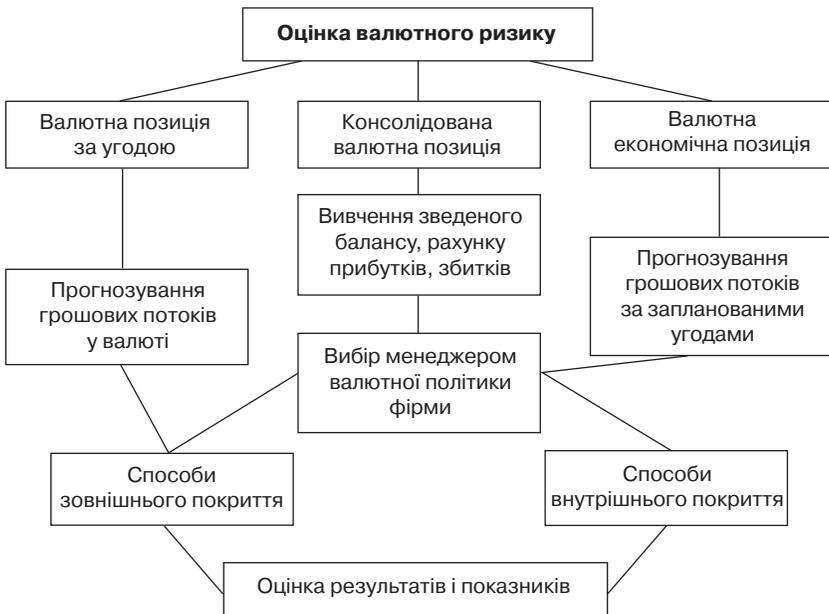 Оцінка валютного ризику
Валютна позиція
за угодою
Консолідована
валютна позиція
Валютна
економічна позиція
Вивчення зведеного
балансу, рахунку
прибутків, збитків
Прогнозування
грошових потоків
у валюті
Прогнозування
грошових потоків
за запланованими
угодами
Вибір менеджером
валютної політики
фірми
Способи
зовнішнього покриття
Способи
внутрішнього покриття
Оцінка результатів і показників